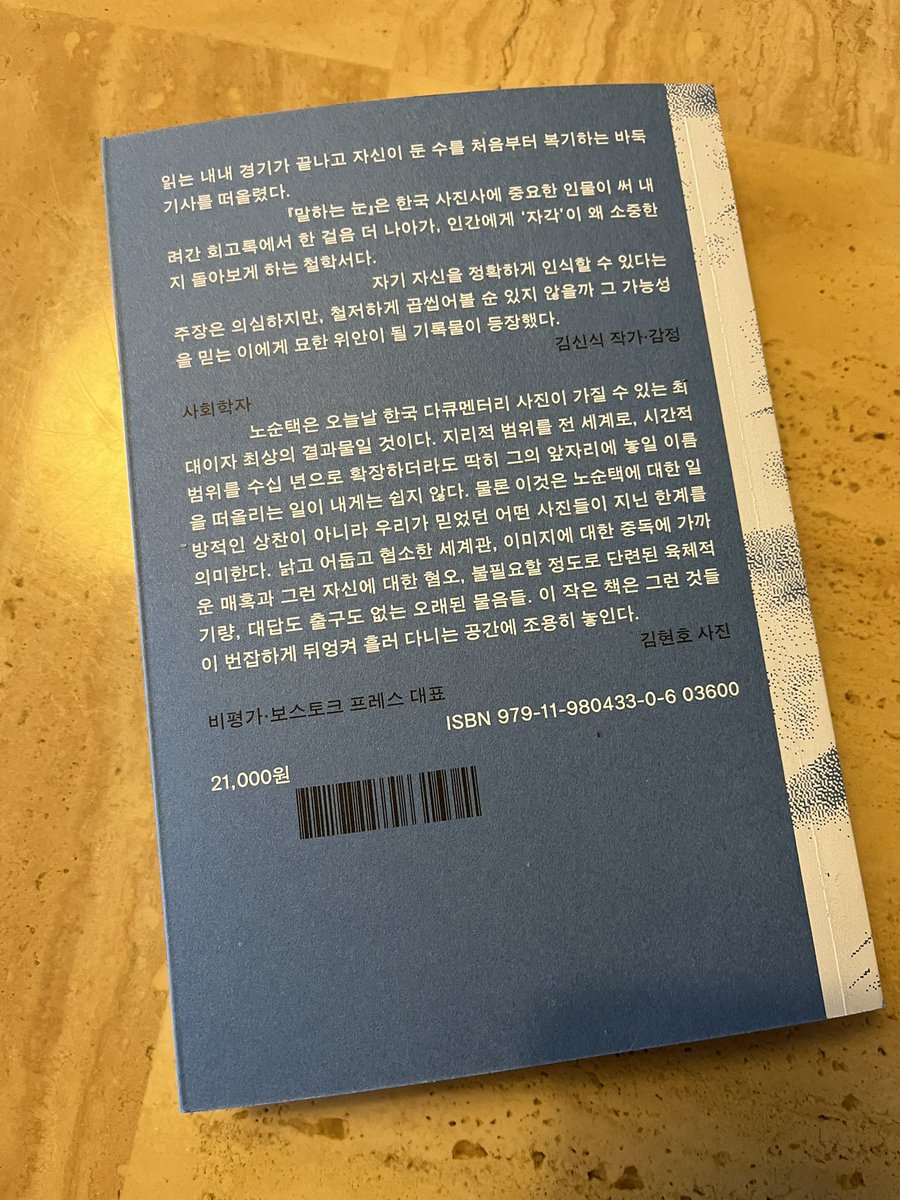 읽는 내내 경기가 끝나고 자신이 둔 수를 처음부터 복기하는 바둑
기사를 떠올렸다.
『말하는 눈』은 한국 사진사에 중요한 인물이 써 내
려간 회고록에서 한 걸음 더 나아가, 인간에게 '자각'이 왜 소중한
지 돌아보게 하는 철학서다.
자기 자신을 정확하게 인식할 수 있다는
주장은 의심하지만, 철저하게 곱씹어볼 순 있지 않을까 그 가능성
을 믿는 이에게 묘한 위안이 될 기록물이 등장했다.
김신식 작가·감정
사회학자
노순택은 오늘날 한국 다큐멘터리 사진이 가질 수 있는 최
대이자 최상의 결과물일 것이다. 지리적 범위를 전 세계로, 시간적
범위를 수십 년으로 확장하더라도 딱히 그의 앞자리에 놓일 이름
을 떠올리는 일이 내게는 쉽지 않다. 물론 이것은 노순택에 대한 일
방적인 상찬이 아니라 우리가 믿었던 어떤 사진들이 지닌 한계를
의미한다. 낡고 어둡고 협소한 세계관, 이미지에 대한 중독에 가까
운 매혹과 그런 자신에 대한 혐오, 불필요할 정도로 단련된 육체적
기량, 대답도 출구도 없는 오래된 물음들. 이 작은 책은 그런 것들
이 번잡하게 뒤엉켜 흘러 다니는 공간에 조용히 놓인다.
김현호 사진
비평가·보스토크 프레스 대표
ISBN 979-11-980433-0-6 03600
21,000원